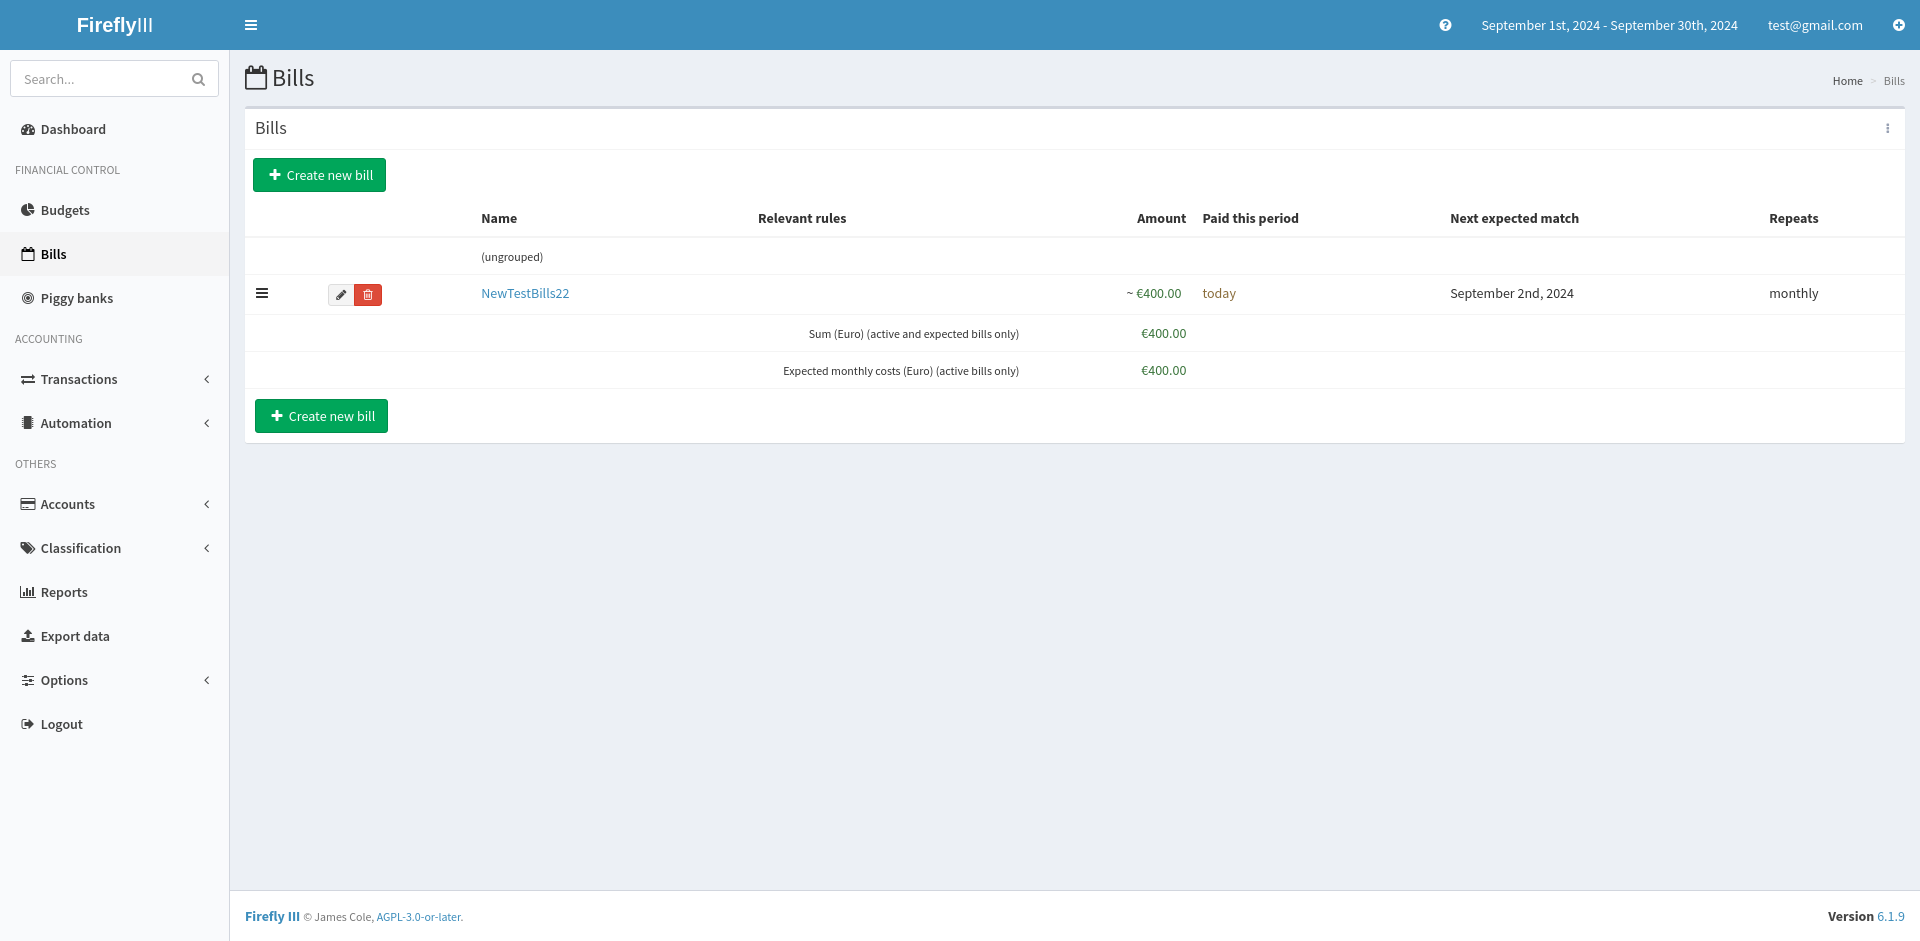 FireflyIII
September 1st, 2024 - September 30th, 2024
test@gmail.com
Search...
Dashboard
FINANCIAL CONTROL
Budgets
Bills
Piggy banks
ACCOUNTING
Transactions
Automation
OTHERS
Accounts
Classification
Reports
Export data
Options
Logout
Bills
Home > Bills
Bills
Create new bill
Name Relevant rules Amount Paid this period Next expected match Repeats
(ungrouped)
NewTestBills22 ~ €400.00 today September 2nd, 2024 monthly
Sum (Euro) (active and expected bills only) €400.00
Expected monthly costs (Euro) (active bills only) €400.00
Create new bill
Firefly III © James Cole, AGPL-3.0-or-later.
Version 6.1.9